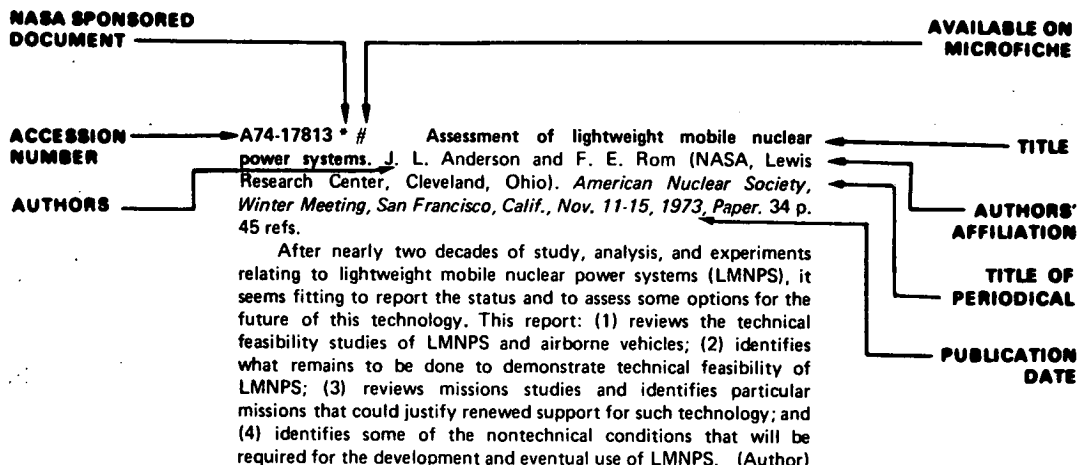 NASA SPONSORED
DOCUMENT
AVAILABLE ON
MICROFICHE
ACCESSION
NUMBER
AUTHORS
A74-17813 * # Assessment of lightweight mobile nuclear
power systems. J. L. Anderson and F. E. Rom (NASA, Lewis
Research Center, Cleveland, Ohio). American Nuclear Society,
Winter Meeting, San Francisco, Calif., Nov. 11-15, 1973, Paper. 34 p.
45 refs.
After nearly two decades of study, analysis, and experiments
relating to lightweight mobile nuclear power systems (LMNPS), it
seems fitting to report the status and to assess some options for the
future of this technology. This report: (1) reviews the technical
feasibility studies of LMNPS and airborne vehicles; (2) identifies
what remains to be done to demonstrate technical feasibility of
LMNPS; (3) reviews missions studies and identifies particular
missions that could justify renewed support for such technology; and
(4) identifies some of the nontechnical conditions that will be
required for the development and eventual use of LMNPS. (Author)
TITLE
AUTHORS'
AFFILIATION
TITLE OF
PERIODICAL
PUBLICATION
DATE